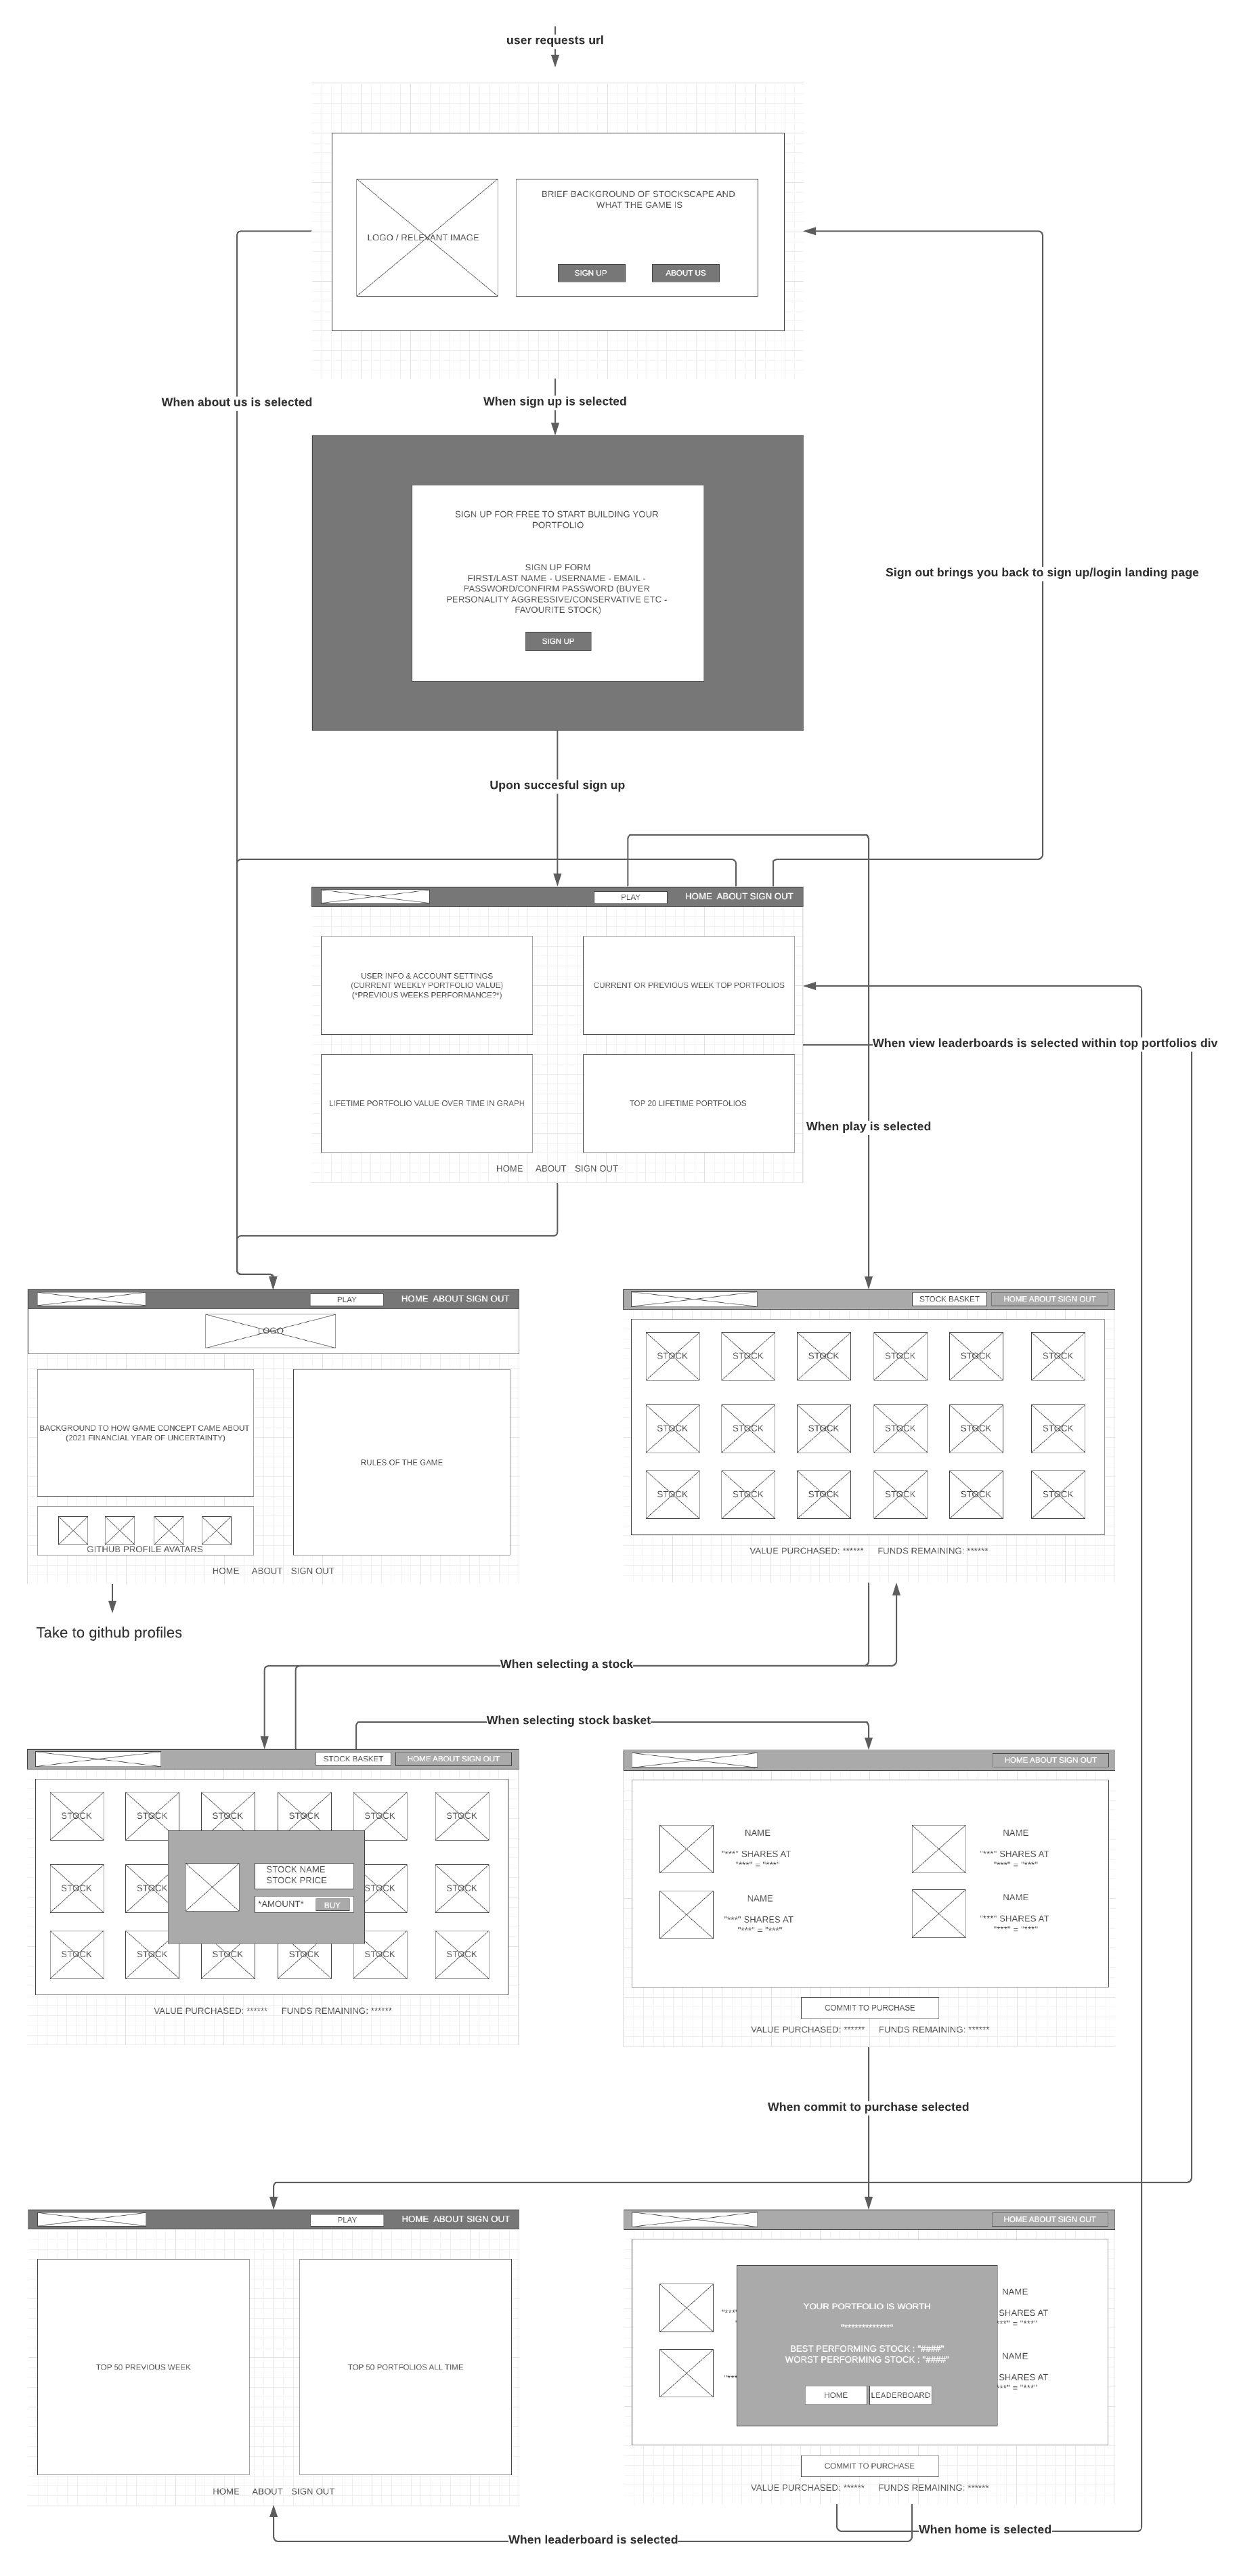 user requests url
LOGO / RELEVANT IMAGE
BRIEF BACKGROUND OF STOCKSCAPE AND
WHAT THE GAME IS
SIGN UP
ABOUT US
When about us is selected
When sign up is selected
SIGN UP FOR FREE TO START BUILDING YOUR
PORTFOLIO
SIGN UP FORM
FIRST/LAST NAME - USERNAME - EMAIL -
PASSWORD/CONFIRM PASSWORD (BUYER
PERSONALITY AGGRESSIVE/CONSERVATIVE ETC -
FAVOURITE STOCK)
SIGN UP
Sign out brings you back to sign up/login landing page
Upon succesful sign up
PLAY
HOME ABOUT SIGN OUT
USER INFO & ACCOUNT SETTINGS
(CURRENT WEEKLY PORTFOLIO VALUE)
(*PREVIOUS WEEKS PERFORMANCE?*)
CURRENT OR PREVIOUS WEEK TOP PORTFOLIOS
When view leaderboards is selected within top portfolios div
LIFETIME PORTFOLIO VALUE OVER TIME IN GRAPH
TOP 20 LIFETIME PORTFOLIOS
When play is selected
HOME ABOUT SIGN OUT
PLAY
HOME ABOUT SIGN OUT
LOGO
BACKGROUND TO HOW GAME CONCEPT CAME ABOUT
(2021 FINANCIAL YEAR OF UNCERTAINTY)
RULES OF THE GAME
GITHUB PROFILE AVATARS
HOME ABOUT SIGN OUT
Take to github profiles
STOCK BASKET
HOME ABOUT SIGN OUT
STOCK STOCK STOCK STOCK STOCK STOCK
STOCK STOCK STOCK STOCK STOCK STOCK
STOCK STOCK STOCK STOCK STOCK STOCK
VALUE PURCHASED: ****** FUNDS REMAINING: ******
When selecting a stock
When selecting stock basket
STOCK BASKET
HOME ABOUT SIGN OUT
STOCK STOCK STOCK STOCK STOCK STOCK
STOCK STOCK STOCK STOCK
STOCK NAME
STOCK PRICE
*AMOUNT*
BUY
STOCK STOCK STOCK STOCK STOCK STOCK
VALUE PURCHASED: ****** FUNDS REMAINING: ******
HOME ABOUT SIGN OUT
NAME
"***" SHARES AT
"***" = "***"
NAME
"***" SHARES AT
"***" = "***"
NAME
"***" SHARES AT
"***" = "***"
NAME
"***" SHARES AT
"***" = "***"
COMMIT TO PURCHASE
VALUE PURCHASED: ****** FUNDS REMAINING: ******
When commit to purchase selected
PLAY
HOME ABOUT SIGN OUT
TOP 50 PREVIOUS WEEK
TOP 50 PORTFOLIOS ALL TIME
HOME ABOUT SIGN OUT
HOME ABOUT SIGN OUT
YOUR PORTFOLIO IS WORTH
"*************"
BEST PERFORMING STOCK : "####"
WORST PERFORMING STOCK : "####"
HOME
LEADERBOARD
NAME
SHARES AT
***" = "***"
NAME
SHARES AT
***" = "***"
COMMIT TO PURCHASE
VALUE PURCHASED: ****** FUNDS REMAINING: ******
When home is selected
When leaderboard is selected